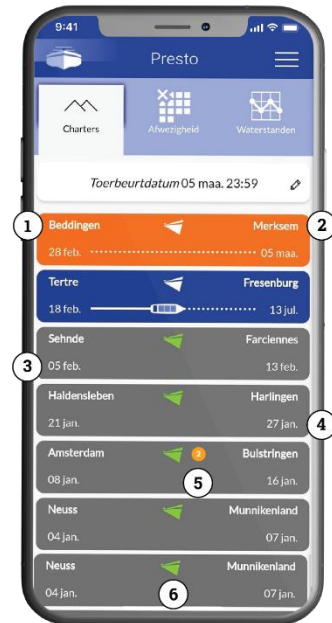 9:41
Presto
Charters
Afwezigheid
Waterstanden
Toerbeurtdatum 05 maa. 23:59
1
Beddingen
Merksem
2
28 feb.
05 maa.
Tertre
Fresenburg
18 feb.
13 jul.
Sehnde
Farciennes
3
05 feb.
13 feb.
Haldensleben
Harlingen
21 jan.
27 jan.
4
Amsterdam
2
Bulstringen
08 jan.
5
16 jan.
Neuss
Munnikenland
04 jan.
07 jan.
Neuss
Munnikenland
04 jan.
6
07 jan.